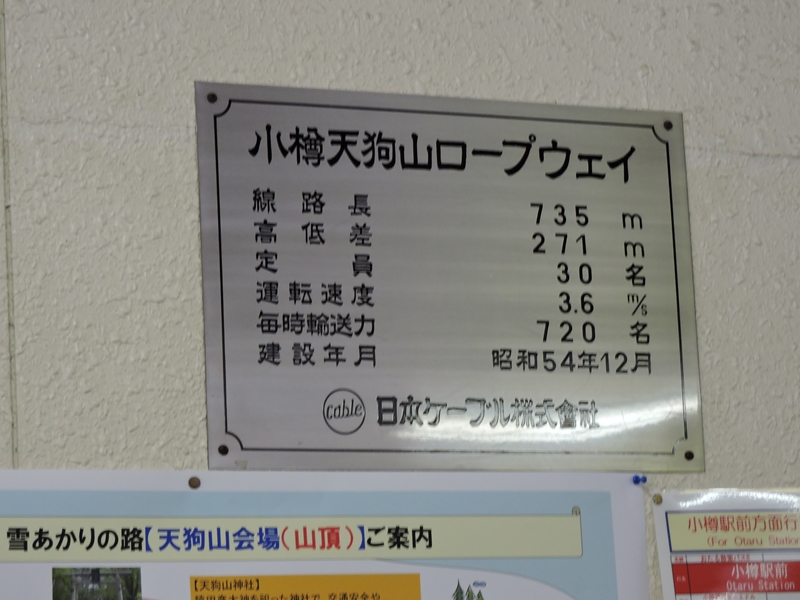 小樽天狗山ロープウェイ
線路長 735 m
高低差 271 m
定員 30 名
運転速度 3.6 m/s
毎時輸送力 720 名
建設年月 昭和54年12月
cable 日本ケーブル株式會社
雪あかりの路【天狗山会場(山頂)】ご案内
【天狗山神社】
小樽駅前方面行
(For Otaru Station
小樽駅前
Otaru Station